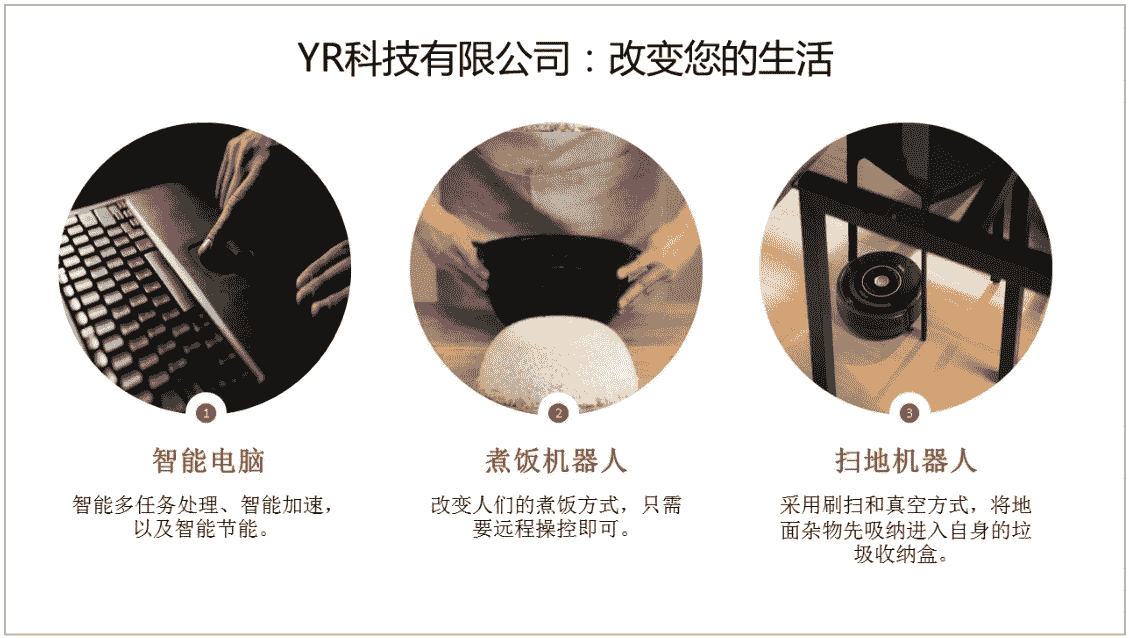 YR科技有限公司：改变您的生活
1
智能电脑
智能多任务处理、智能加速，
以及智能节能。
2
煮饭机器人
改变人们的煮饭方式，只需
要远程操控即可。
3
扫地机器人
采用刷扫和真空方式，将地
面杂物先吸纳进入自身的垃
圾收纳盒。